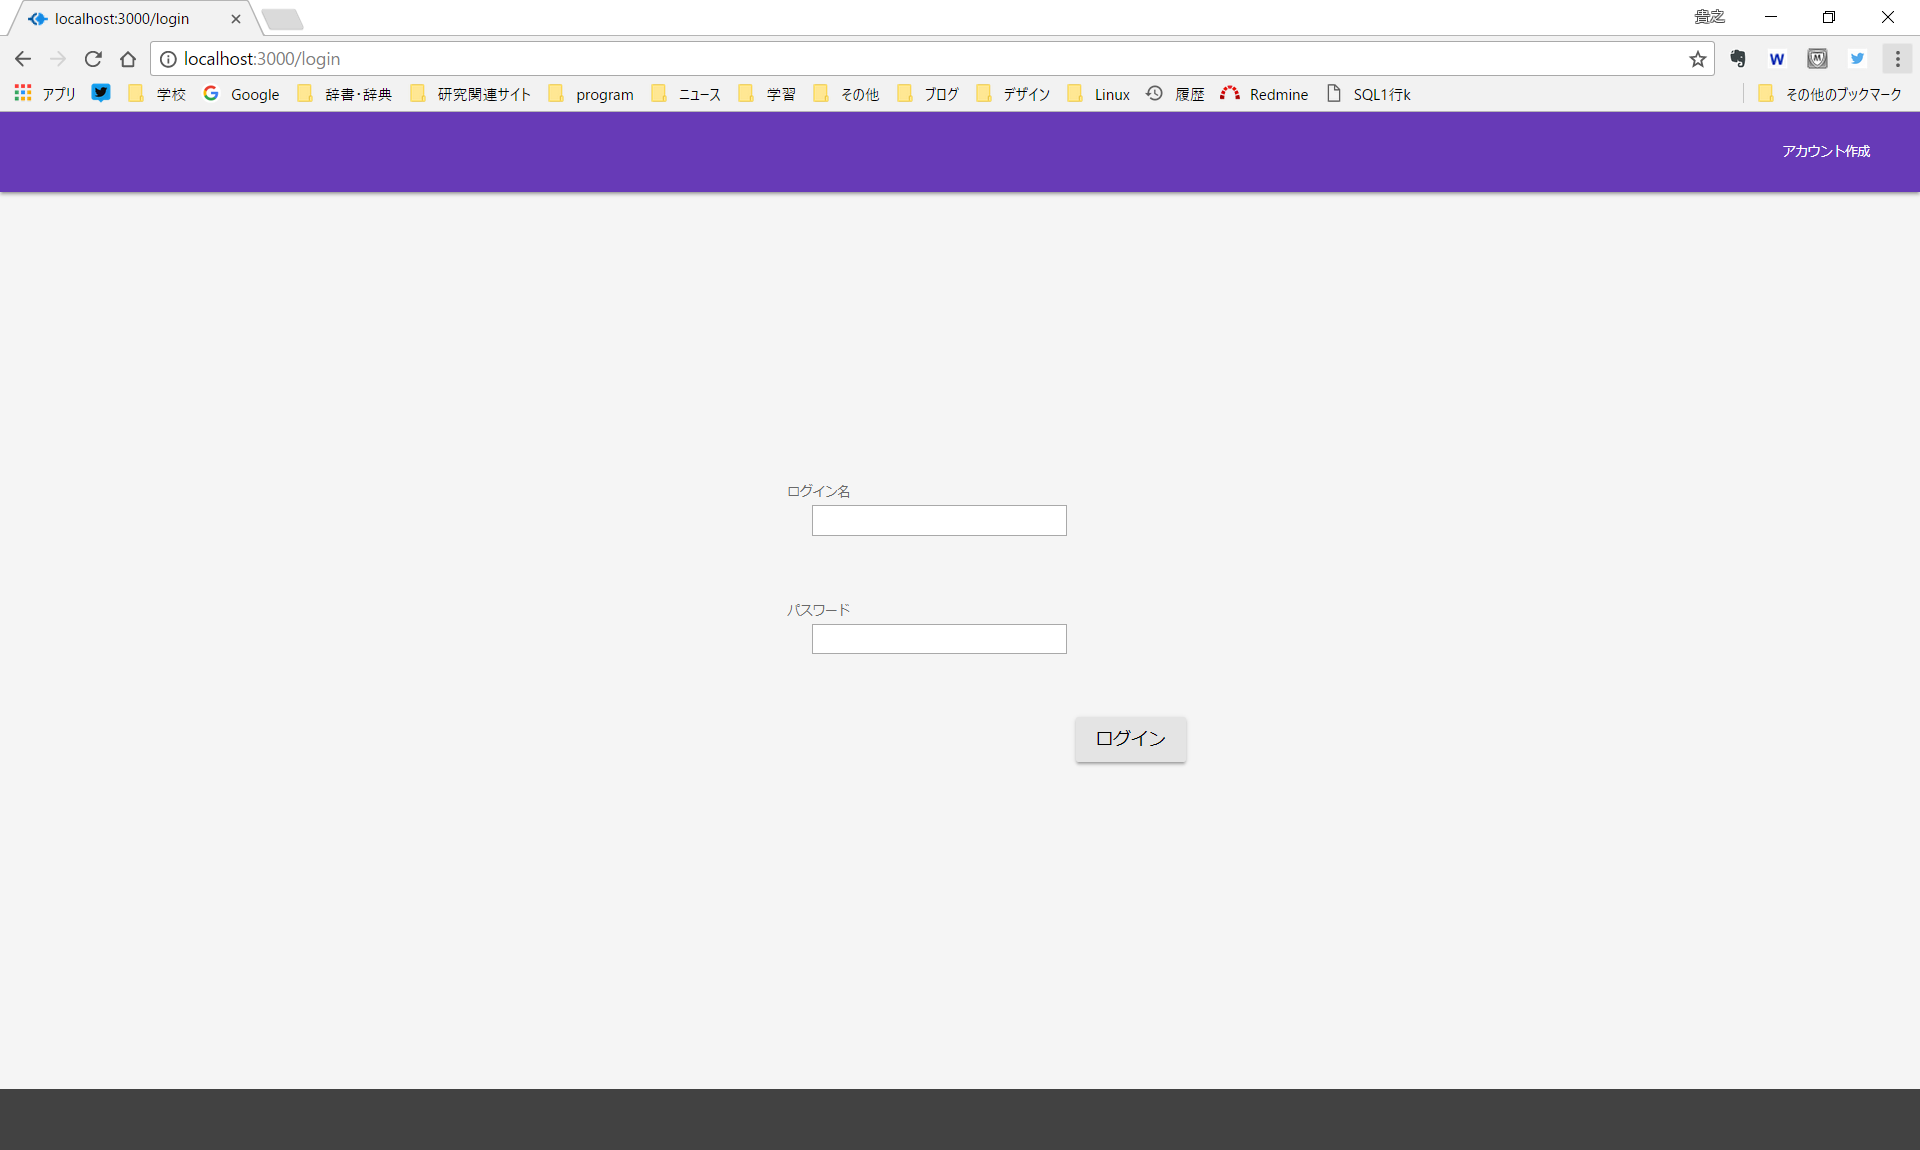 localhost:3000/login
貴之
localhost:3000/login
アプリ 学校 Google 辞書・辞典 研究関連サイト program ニュース 学習 その他 ブログ デザイン Linux 履歴 Redmine SQL1行k その他のブックマーク
アカウント作成
ログイン名
パスワード
ログイン